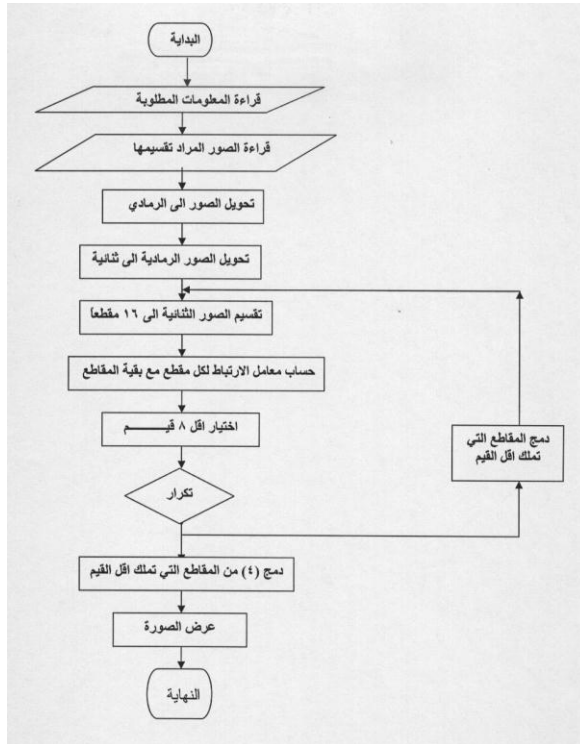 البداية
قراءة المعلومات المطلوبة
قراءة الصور المراد تقسيمها
تحويل الصور الى الرمادي
تحويل الصور الرمادية الى ثنائية
تقسيم الصور الثنائية الى ١٦ مقطعاً
حساب معامل الارتباط لكل مقطع مع بقية المقاطع
اختيار اقل ٨ قيـــــــم
دمج المقاطع التي
تملك اقل القيم
تكرار
دمج (٤) من المقاطع التي تملك اقل القيم
عرض الصورة
النهاية